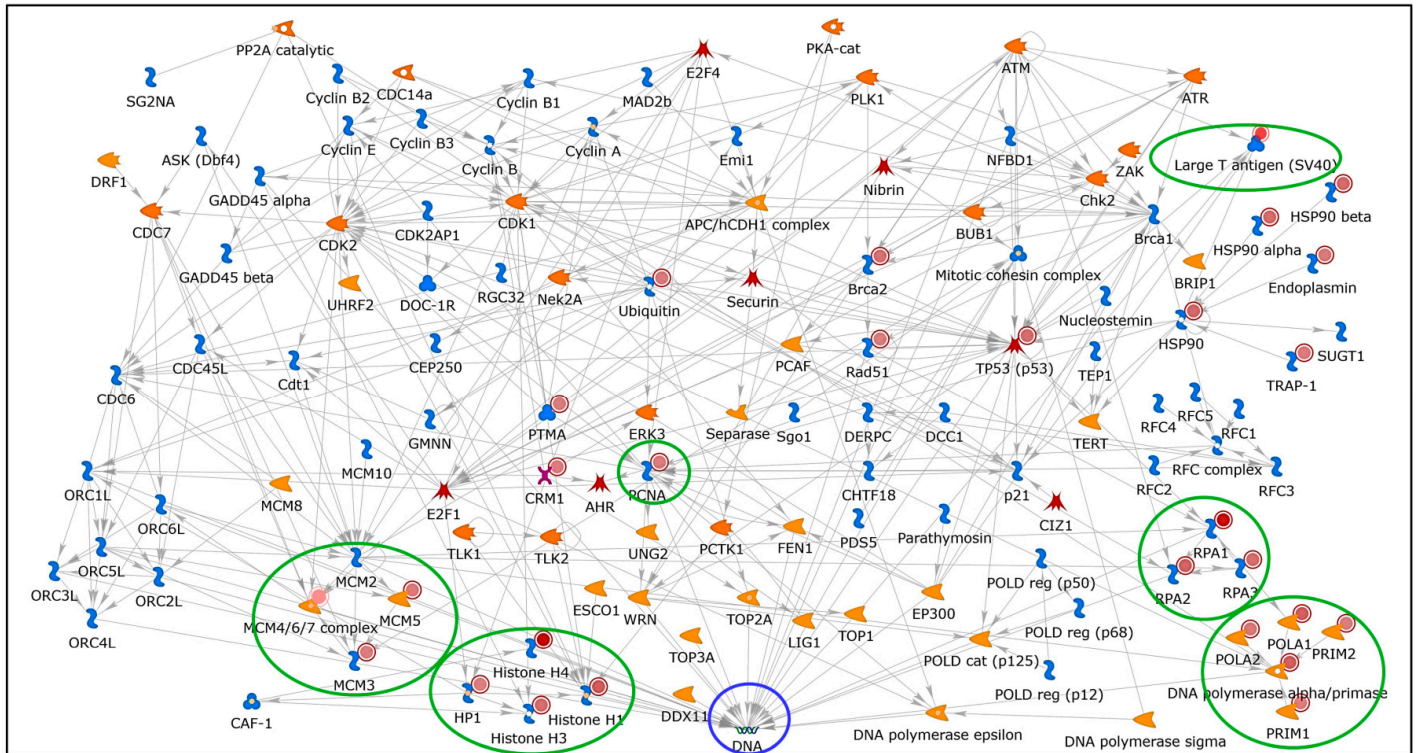 PP2A catalytic
PKA-cat
E2F4
ATM
SG2NA
Cyclin B2
CDC14a
Cyclin B1
MAD2b
PLK1
ATR
ASK (Dbf4)
Cyclin E
Cyclin B3
Cyclin B
Cyclin A
Emi1
NFBD1
ZAK
Large T antigen (SV40)
DRF1
GADD45 alpha
Nibrin
Chk2
HSP90 beta
CDC7
CDK2
CDK2AP1
CDK1
APC/hCDH1 complex
BUB1
Brca1
HSP90 alpha
GADD45 beta
UHRF2
DOC-1R
RGC32
Nek2A
Ubiquitin
Securin
Brca2
Mitotic cohesin complex
BRIP1
Endoplasmin
Nucleostemin
HSP90
CDC6
CDC45L
Cdt1
CEP250
PCAF
Rad51
TP53 (p53)
TEP1
TRAP-1
SUGT1
GMNN
PTMA
ERK3
Separase
Sgo1
DERPC
DCC1
TERT
RFC4
RFC5
RFC1
RFC complex
ORC1L
MCM8
MCM10
E2F1
CRM1
AHR
PCNA
CHTF18
p21
RFC2
RFC3
ORC6L
CIZ1
ORC3L
ORC5L
ORC2L
MCM2
TLK1
TLK2
UNG2
PCTK1
FEN1
PDS5
Parathymosin
RPA1
POLD reg (p50)
RPA2
RPA3
ORC4L
MCM4/6/7 complex
MCM5
ESCO1
WRN
TOP2A
LIG1
TOP1
EP300
POLD reg (p68)
MCM3
Histone H4
TOP3A
POLD cat (p125)
POLA2
POLA1
PRIM2
CAF-1
HP1
Histone H1
Histone H3
DDX11
DNA
DNA polymerase epsilon
POLD reg (p12)
DNA polymerase sigma
DNA polymerase alpha/primase
PRIM1